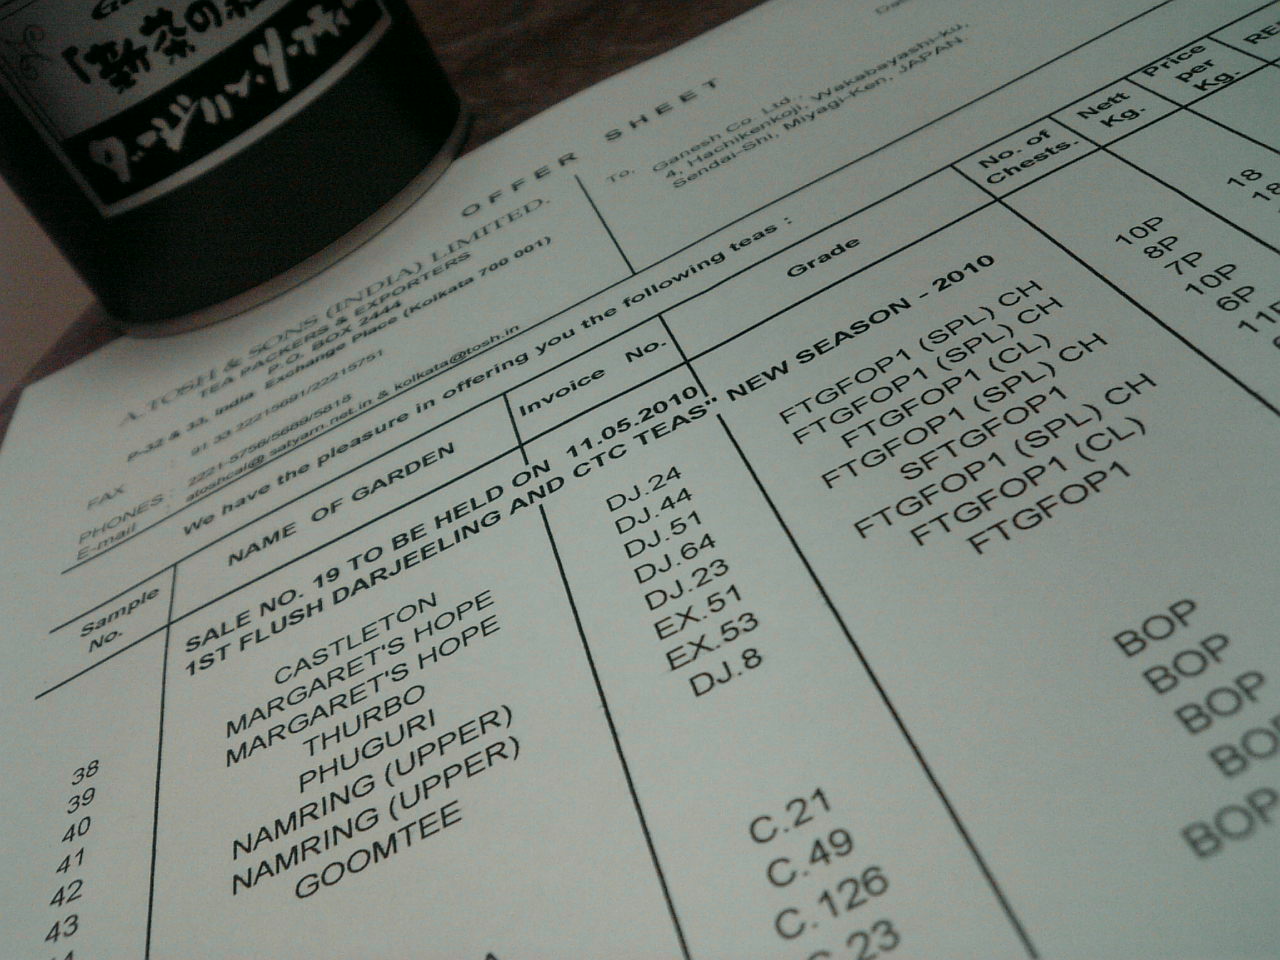 の紅茶
「新
OFFER SHEET
A. TOSH & SONS (INDIA) LIMITED.
TEA PACKERS & EXPORTERS
P.O. BOX 2444
P-32 & 33, India Exchange Place (Kolkata 700 001)
91 33 22215691/22215751
FAX
PHONES : 2221-5756/5689/5818
E-mail atoshcal@satyam.net.in & kolkata@tosh.in
To, Ganesh Co. Ltd.,
4, Hachikenkoji, Wakabayashi-ku,
Sendai-Shi, Miyagi-Ken, JAPAN.
We have the pleasure in offering you the following teas :
Sample No. NAME OF GARDEN Invoice No. Grade No. of Chests. Nett Kg. Price per Kg.
SALE NO. 19 TO BE HELD ON 11.05.2010
1ST FLUSH DARJEELING AND CTC TEAS" NEW SEASON - 2010
38 CASTLETON DJ.24 FTGFOP1 (SPL) CH 10P 18
39 MARGARET'S HOPE DJ.44 FTGFOP1 (SPL) CH 8P
40 MARGARET'S HOPE DJ.51 FTGFOP1 (CL) 7P
41 THURBO DJ.64 FTGFOP1 (SPL) CH 10P
42 PHUGURI DJ.23 SFTGFOP1 6P
43 NAMRING (UPPER) EX.51 FTGFOP1 (SPL) CH
NAMRING (UPPER) EX.53 FTGFOP1 (CL)
GOOMTEE DJ.8 FTGFOP1
C.21 BOP
C.49 BOP
C.126 BOP
C.23 BOP
BOP